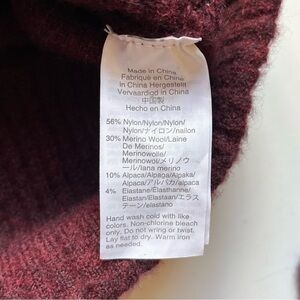 Made in China
Fabriqué en Chine
In China Hergestellt
Vervaardigd in China
中国製
Hecho en China
56% Nylon/Nylon/Nylon/
Nylon/ナイロン/nailon
30% Merino Wool/Laine
De Merinos/
Merinowolle/
Merinowol/メリノウ
ール/lana merino
10% Alpaca/Alpaga/Alpaka/
Alpaca/アルパカ/alpaca
4% Elastane/Élasthanne/
Elastan/Elastaan/エラス
テーン/elastano
Hand wash cold with like
colors. Non-chlorine bleach
only. Do not wring or twist.
Lay flat to dry. Warm iron
as needed.